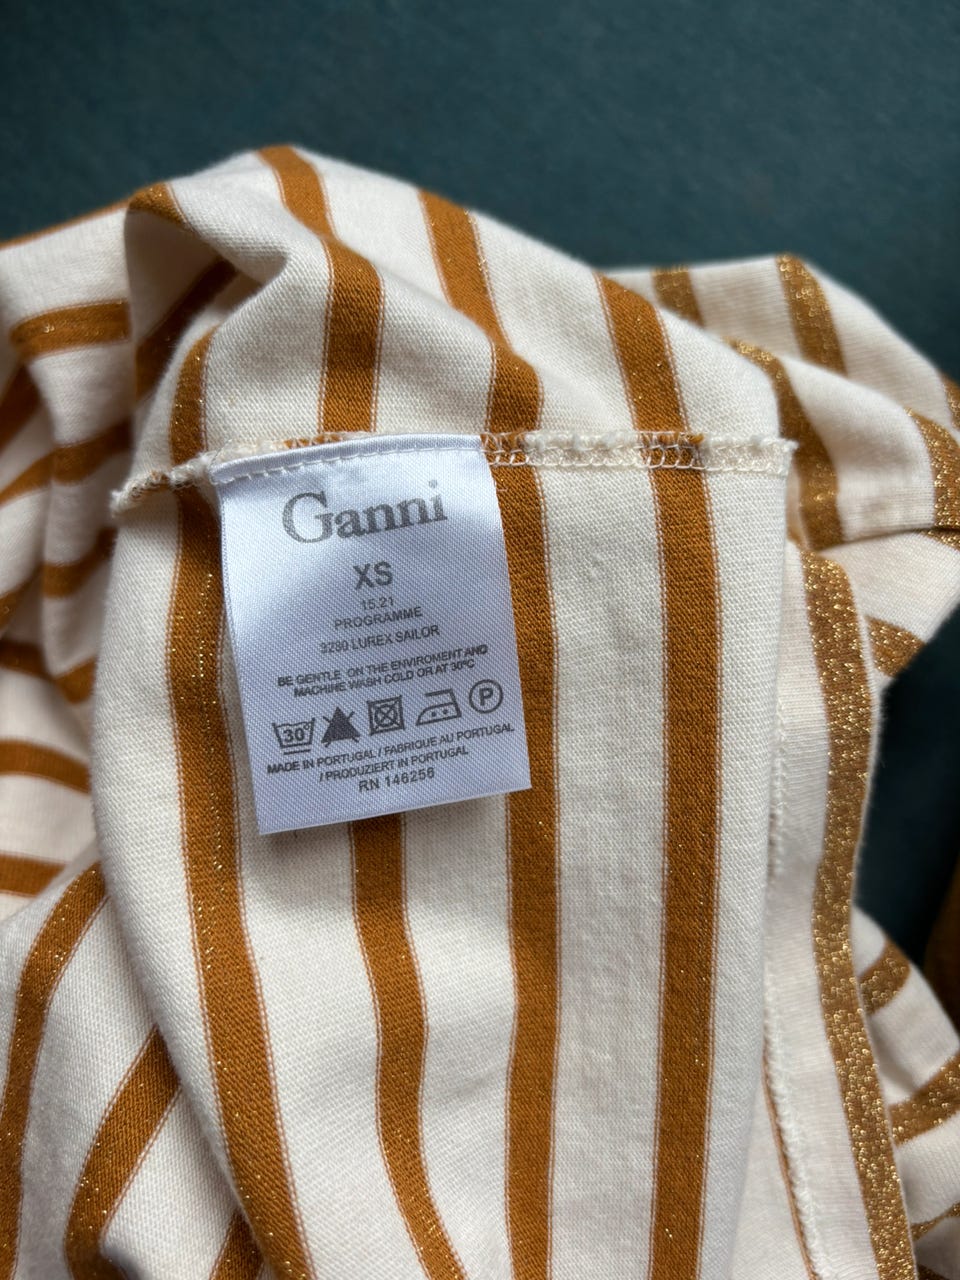 Ganni
XS
15.21
PROGRAMME
3230 LUREX SAILOR
BE GENTLE ON THE ENVIROMENT AND
MACHINE WASH COLD OR AT 30°C
30°
P
MADE IN PORTUGAL / FABRIQUE AU PORTUGAL
/ PRODUZIERT IN PORTUGAL
RN 146256